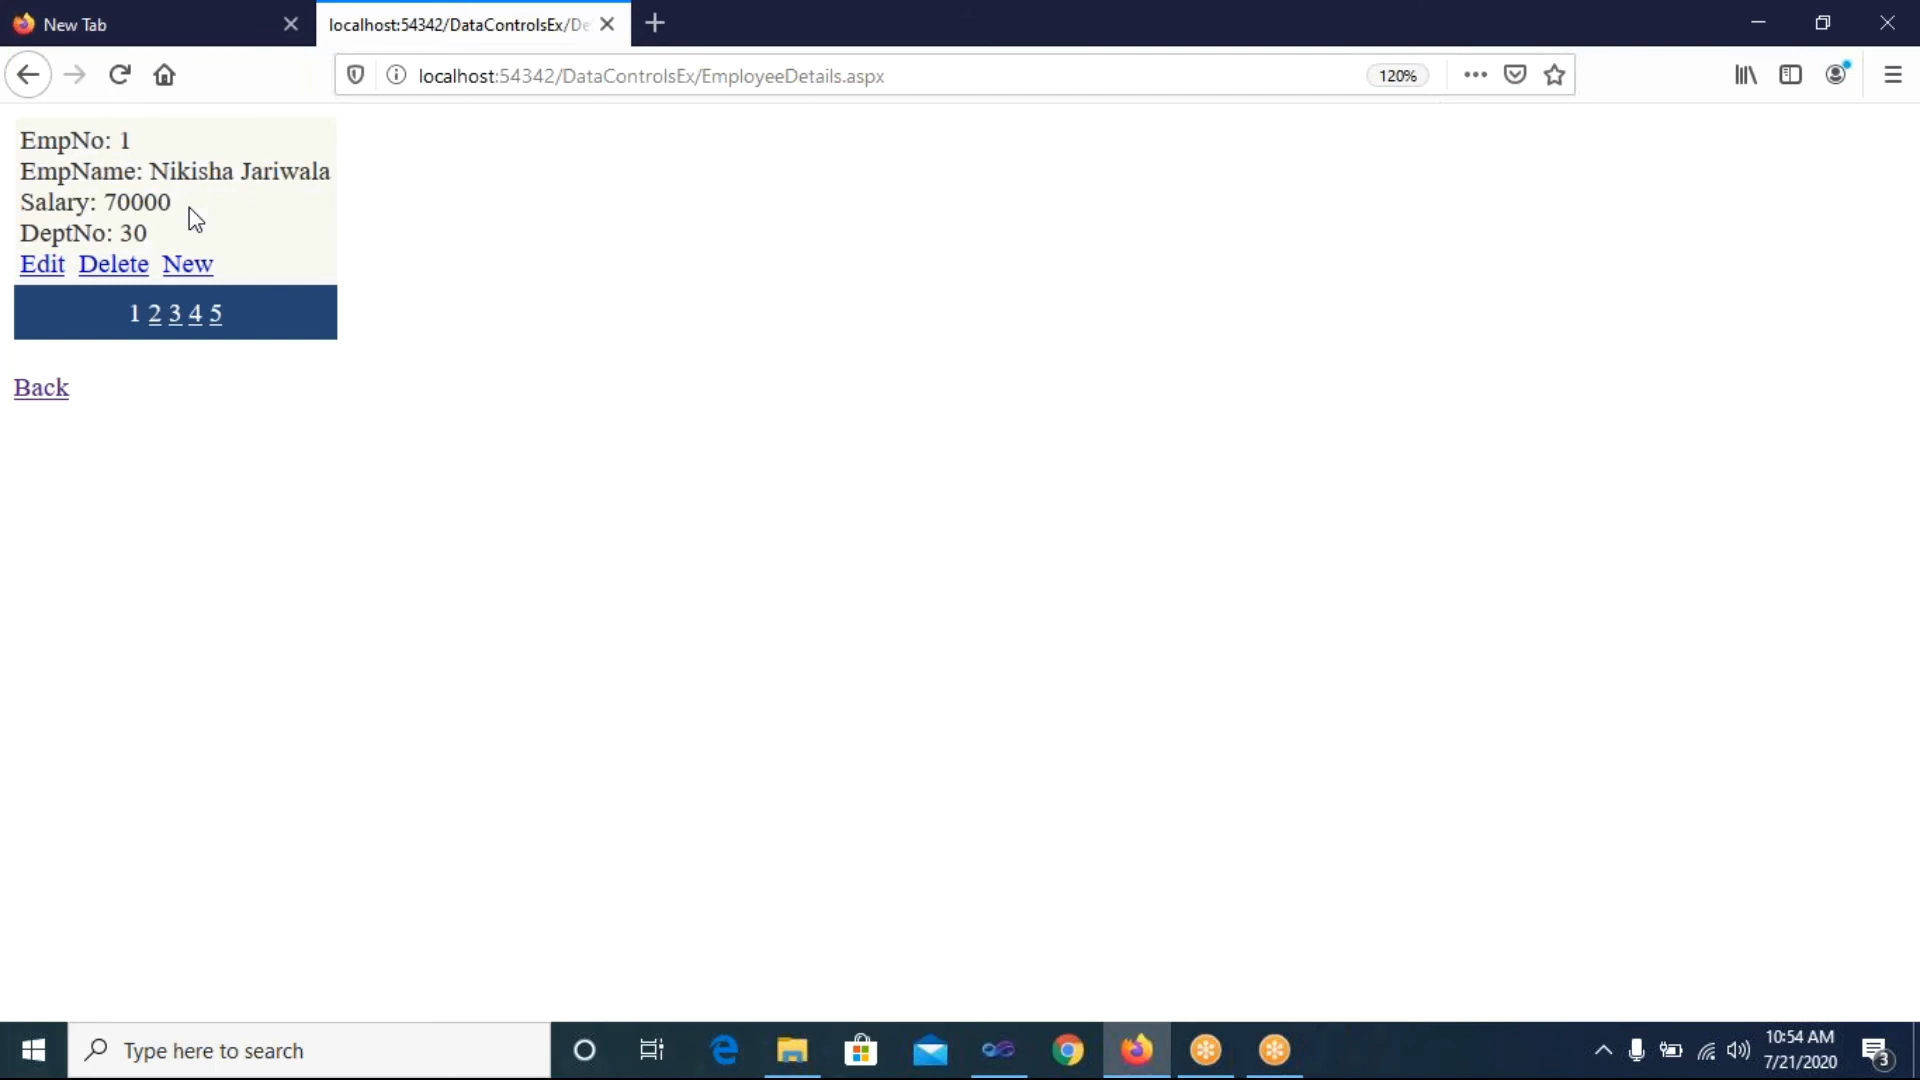 New Tab
localhost:54342/DataControlsEx/De
localhost:54342/DataControlsEx/EmployeeDetails.aspx
120%
EmpNo: 1
EmpName: Nikisha Jariwala
Salary: 70000
DeptNo: 30
Edit Delete New
1 2 3 4 5
Back
Type here to search
10:54 AM
7/21/2020
3